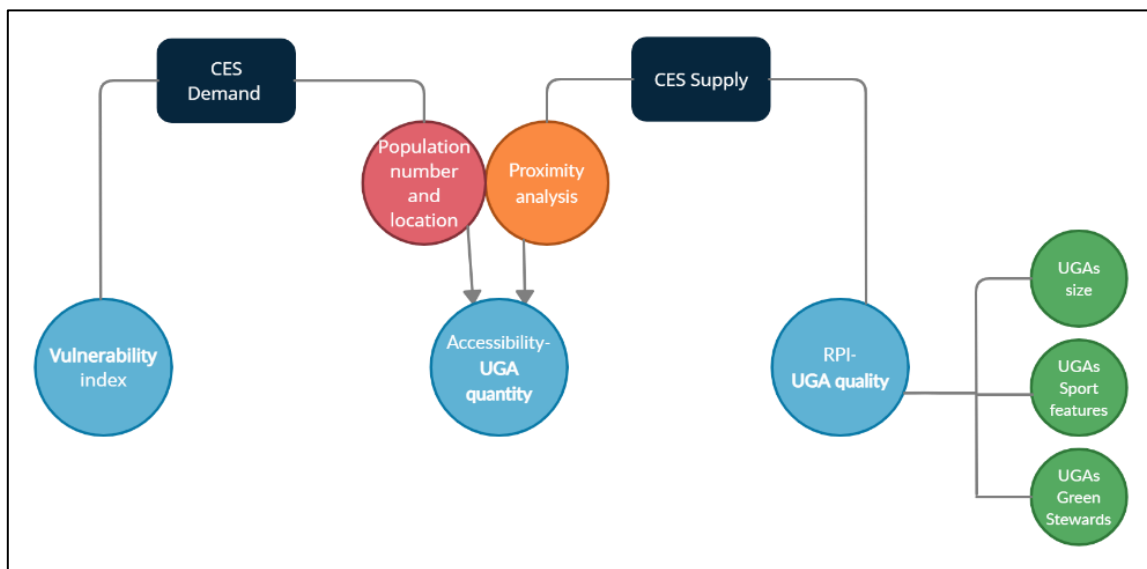 CES
Demand
CES Supply
Population
number
and
location
Proximity
analysis
Vulnerability
index
Accessibility-
UGA
quantity
RPI-
UGA quality
UGAs
size
UGAs
Sport
features
UGAs
Green
Stewards